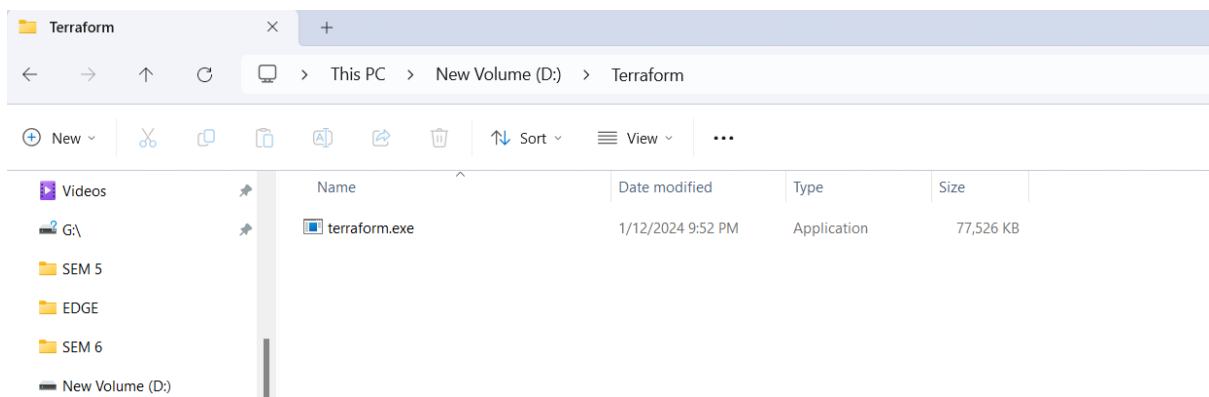 Terraform
This PC > New Volume (D:) > Terraform
New Sort View
Name Date modified Type Size
Videos
terraform.exe 1/12/2024 9:52 PM Application 77,526 KB
G:\
SEM 5
EDGE
SEM 6
New Volume (D:)